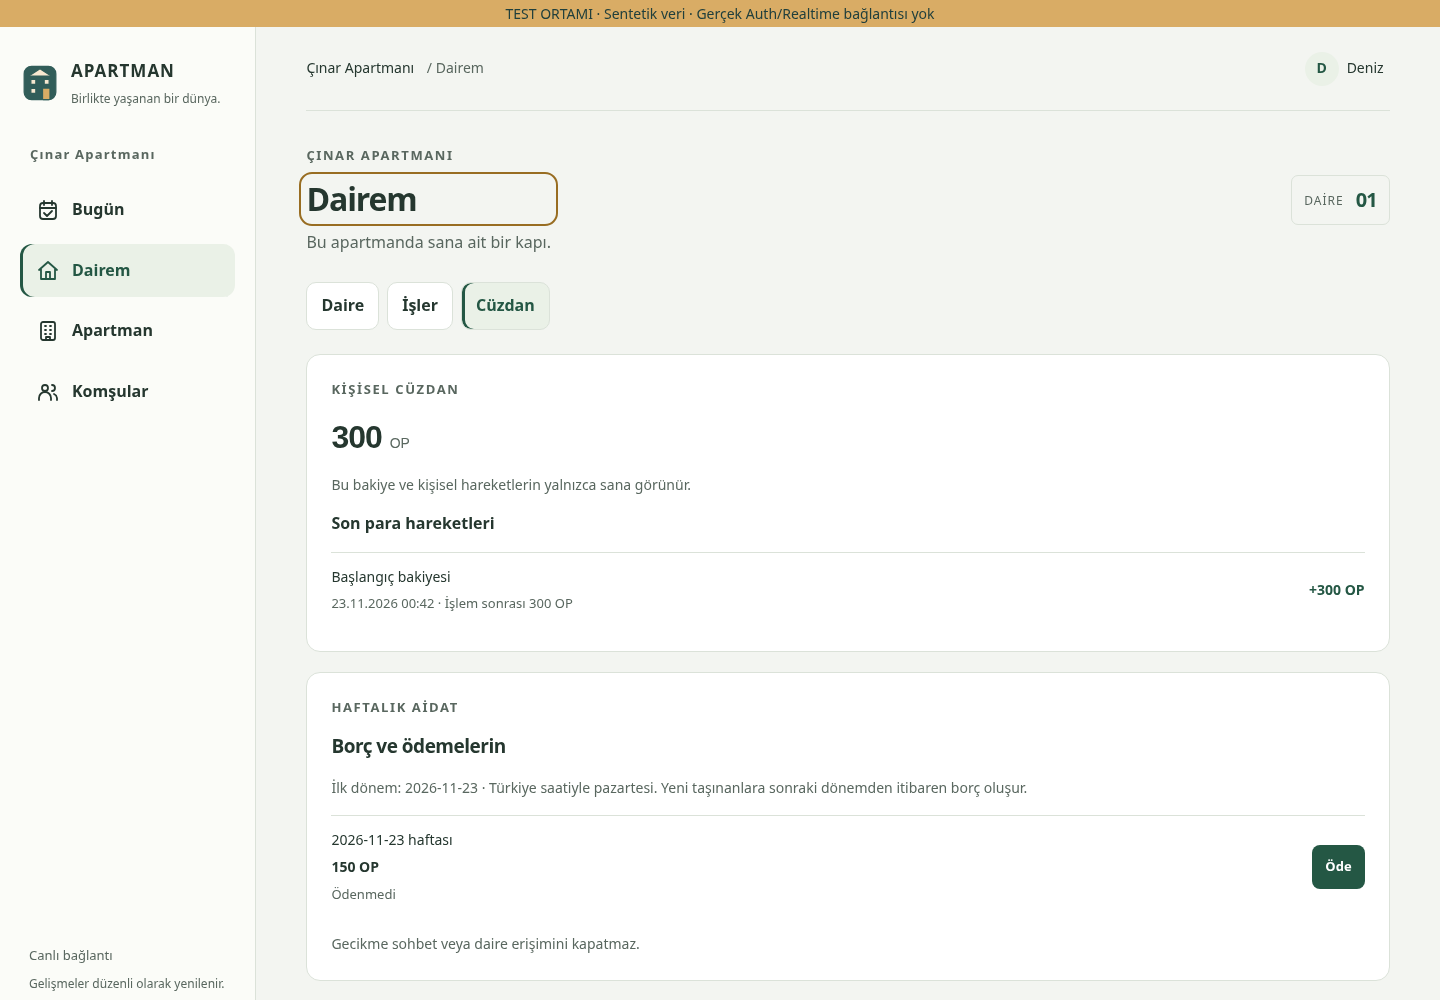 TEST ORTAMI · Sentetik veri · Gerçek Auth/Realtime bağlantısı yok
APARTMAN
Birlikte yaşanan bir dünya.
Çınar Apartmanı
Bugün
Dairem
Apartman
Komşular
Canlı bağlantı
Gelişmeler düzenli olarak yenilenir.
Çınar Apartmanı / Dairem
D Deniz
ÇINAR APARTMANI
Dairem
Bu apartmanda sana ait bir kapı.
DAİRE 01
Daire İşler Cüzdan
KİŞİSEL CÜZDAN
300 OP
Bu bakiye ve kişisel hareketlerin yalnızca sana görünür.
Son para hareketleri
Başlangıç bakiyesi
23.11.2026 00:42 · İşlem sonrası 300 OP
+300 OP
HAFTALIK AİDAT
Borç ve ödemelerin
İlk dönem: 2026-11-23 · Türkiye saatiyle pazartesi. Yeni taşınanlara sonraki dönemden itibaren borç oluşur.
2026-11-23 haftası
150 OP
Ödenmedi
Öde
Gecikme sohbet veya daire erişimini kapatmaz.